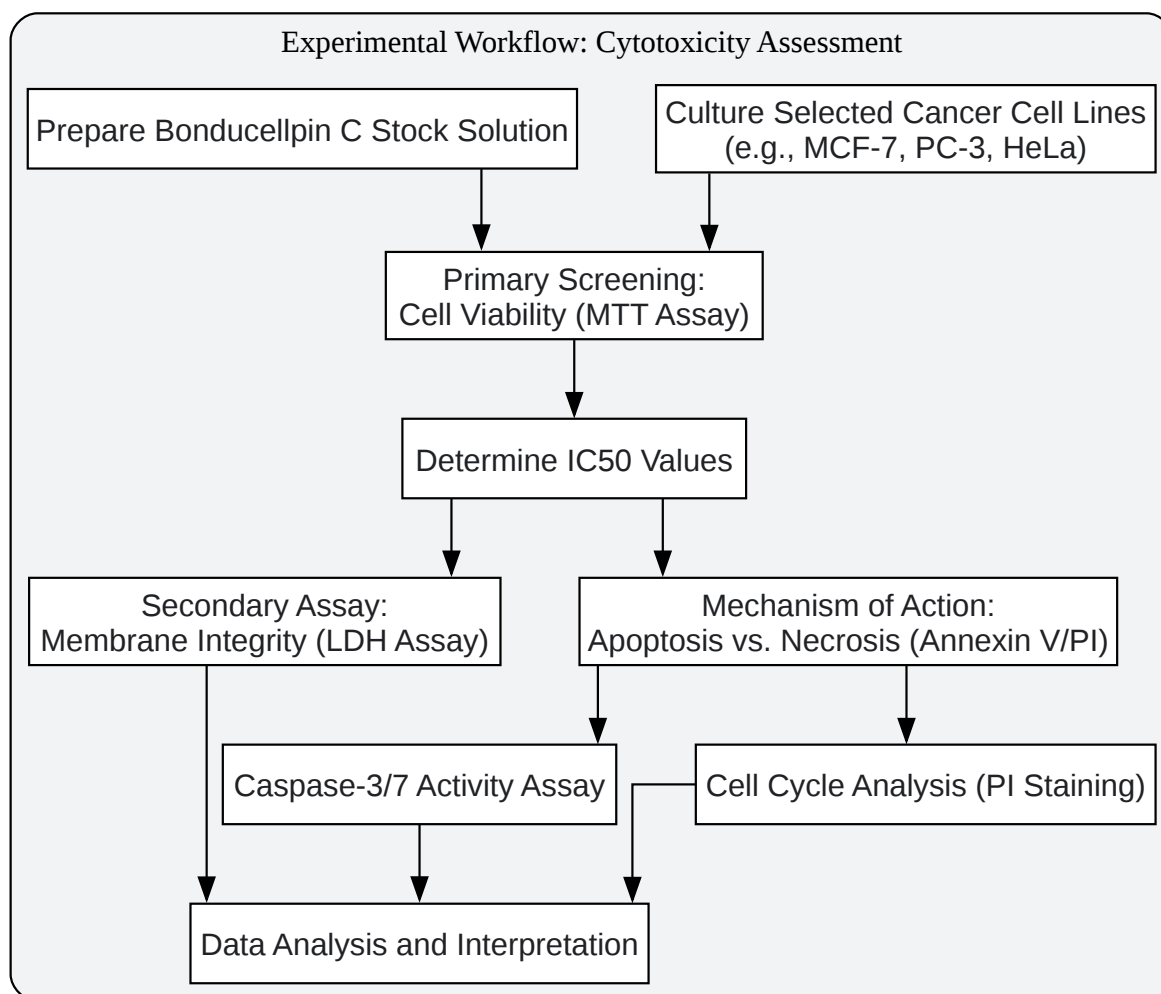 Experimental Workflow: Cytotoxicity Assessment
Prepare Bonducellpin C Stock Solution
Culture Selected Cancer Cell Lines
(e.g., MCF-7, PC-3, HeLa)
Primary Screening:
Cell Viability (MTT Assay)
Determine IC50 Values
Secondary Assay:
Membrane Integrity (LDH Assay)
Mechanism of Action:
Apoptosis vs. Necrosis (Annexin V/PI)
Caspase-3/7 Activity Assay
Cell Cycle Analysis (PI Staining)
Data Analysis and Interpretation